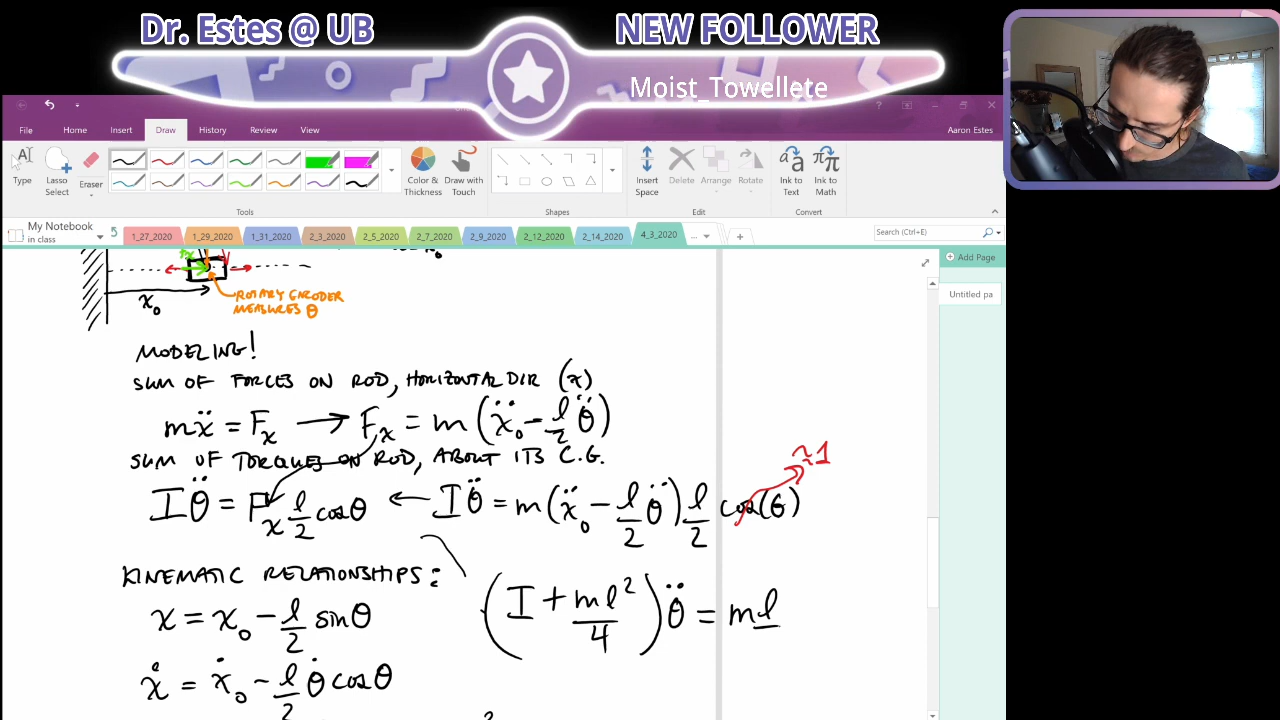 Dr. Estes @ UB
NEW FOLLOWER
Moist_Towellete
File Home Insert Draw History Review View
Aaron Estes
Type Lasso Select Eraser
Color & Thickness Draw with Touch
Insert Space Delete Arrange Rotate
Ink to Text Ink to Math
Tools Shapes Edit Convert
My Notebook
in class
1_27_2020 1_29_2020 1_31_2020 2_3_2020 2_5_2020 2_7_2020 2_9_2020 2_12_2020 2_14_2020 4_3_2020 ...
Search (Ctrl+E)
Add Page
Untitled pa
x₀
ROTARY ENCODER
MEASURES θ
MODELING!
SUM OF FORCES ON ROD, HORIZONTAL DIR (x)
mẍ = Fₓ → Fₓ = m(ẍ₀ - l/2 θ̈)
SUM OF TORQUES ON ROD, ABOUT ITS C.G.
≈1
Iθ̈ = Fₓ l/2 cosθ ← Iθ̈ = m(ẍ₀ - l/2 θ̈) l/2 cos(θ)
KINEMATIC RELATIONSHIPS:
x = x₀ - l/2 sinθ
(I + ml²/4)θ̈ = ml
ẋ = ẋ₀ - l/2 θ̇ cosθ